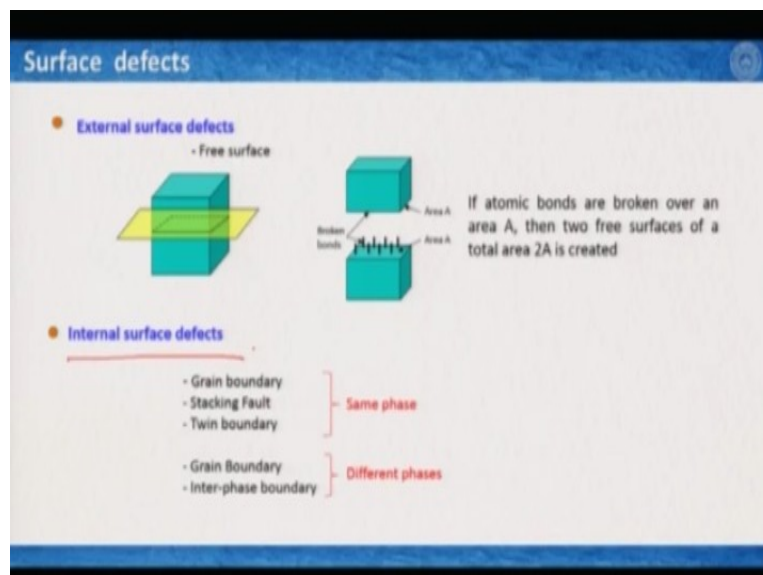 Surface defects
External surface defects
- Free surface
Area A
Broken
bonds
Area A
If atomic bonds are broken over an
area A, then two free surfaces of a
total area 2A is created
Internal surface defects
- Grain boundary
- Stacking Fault
- Twin boundary
Same phase
- Grain Boundary
- Inter-phase boundary
Different phases